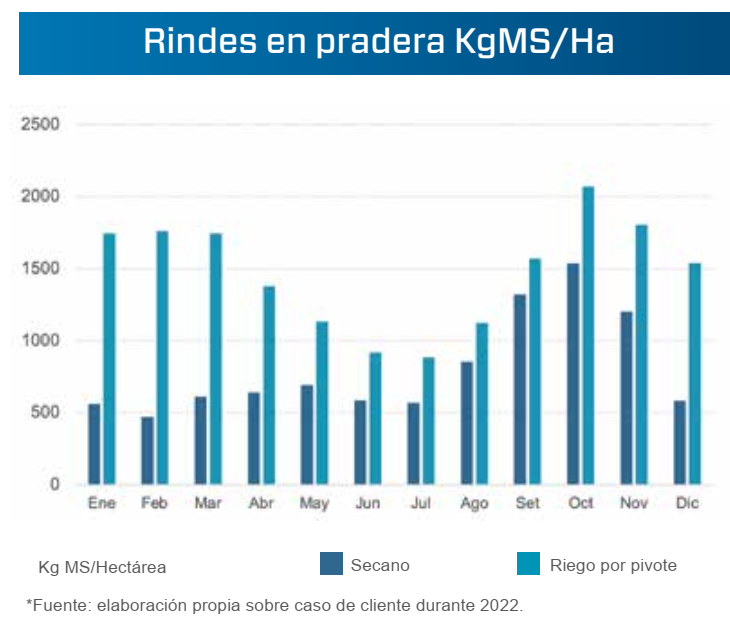 Rindes en pradera KgMS/Ha
2500
2000
1500
1000
500
0
Ene Feb Mar Abr May Jun Jul Ago Set Oct Nov Dic
Kg MS/Hectárea Secano Riego por pivote
*Fuente: elaboración propia sobre caso de cliente durante 2022.